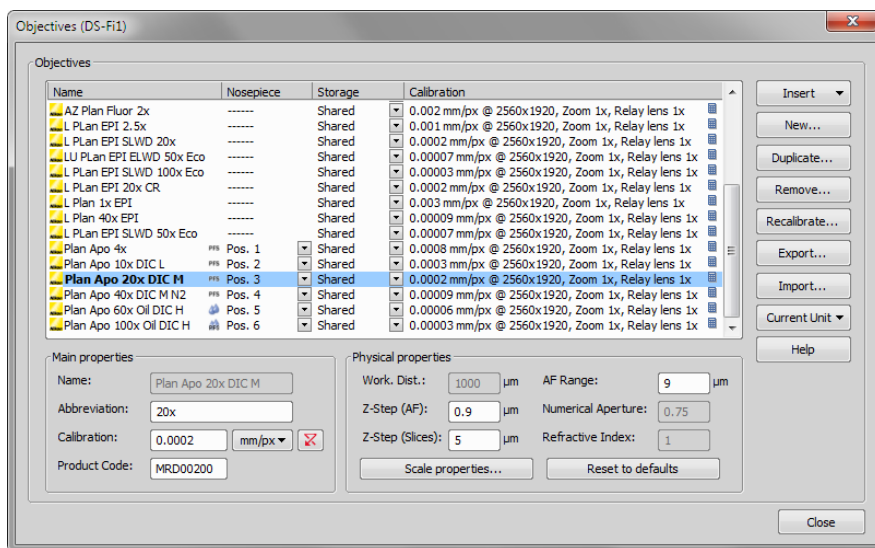 Objectives (DS-Fi1)
Objectives
Name Nosepiece Storage Calibration
AZ Plan Fluor 2x ------ Shared 0.002 mm/px @ 2560x1920, Zoom 1x, Relay lens 1x
L PLan EPI 2.5x ------ Shared 0.001 mm/px @ 2560x1920, Zoom 1x, Relay lens 1x
L PLan EPI SLWD 20x ------ Shared 0.0002 mm/px @ 2560x1920, Zoom 1x, Relay lens 1x
LU PLan EPI ELWD 50x Eco ------ Shared 0.00007 mm/px @ 2560x1920, Zoom 1x, Relay lens 1x
L PLan EPI SLWD 100x Eco ------ Shared 0.00003 mm/px @ 2560x1920, Zoom 1x, Relay lens 1x
L PLan EPI 20x CR ------ Shared 0.0002 mm/px @ 2560x1920, Zoom 1x, Relay lens 1x
L Plan 1x EPI ------ Shared 0.003 mm/px @ 2560x1920, Zoom 1x, Relay lens 1x
L Plan 40x EPI ------ Shared 0.00009 mm/px @ 2560x1920, Zoom 1x, Relay lens 1x
L PLan EPI SLWD 50x Eco ------ Shared 0.00007 mm/px @ 2560x1920, Zoom 1x, Relay lens 1x
Plan Apo 4x PFS Pos. 1 Shared 0.0008 mm/px @ 2560x1920, Zoom 1x, Relay lens 1x
Plan Apo 10x DIC L PFS Pos. 2 Shared 0.0003 mm/px @ 2560x1920, Zoom 1x, Relay lens 1x
Plan Apo 20x DIC M PFS Pos. 3 Shared 0.0002 mm/px @ 2560x1920, Zoom 1x, Relay lens 1x
Plan Apo 40x DIC M N2 PFS Pos. 4 Shared 0.00009 mm/px @ 2560x1920, Zoom 1x, Relay lens 1x
Plan Apo 60x Oil DIC H Pos. 5 Shared 0.00006 mm/px @ 2560x1920, Zoom 1x, Relay lens 1x
Plan Apo 100x Oil DIC H Pos. 6 Shared 0.00003 mm/px @ 2560x1920, Zoom 1x, Relay lens 1x
Insert
New...
Duplicate...
Remove...
Recalibrate...
Export...
Import...
Current Unit
Help
Main properties
Name: Plan Apo 20x DIC M
Abbreviation: 20x
Calibration: 0.0002 mm/px
Product Code: MRD00200
Physical properties
Work. Dist.: 1000 µm AF Range: 9 µm
Z-Step (AF): 0.9 µm Numerical Aperture: 0.75
Z-Step (Slices): 5 µm Refractive Index: 1
Scale properties... Reset to defaults
Close